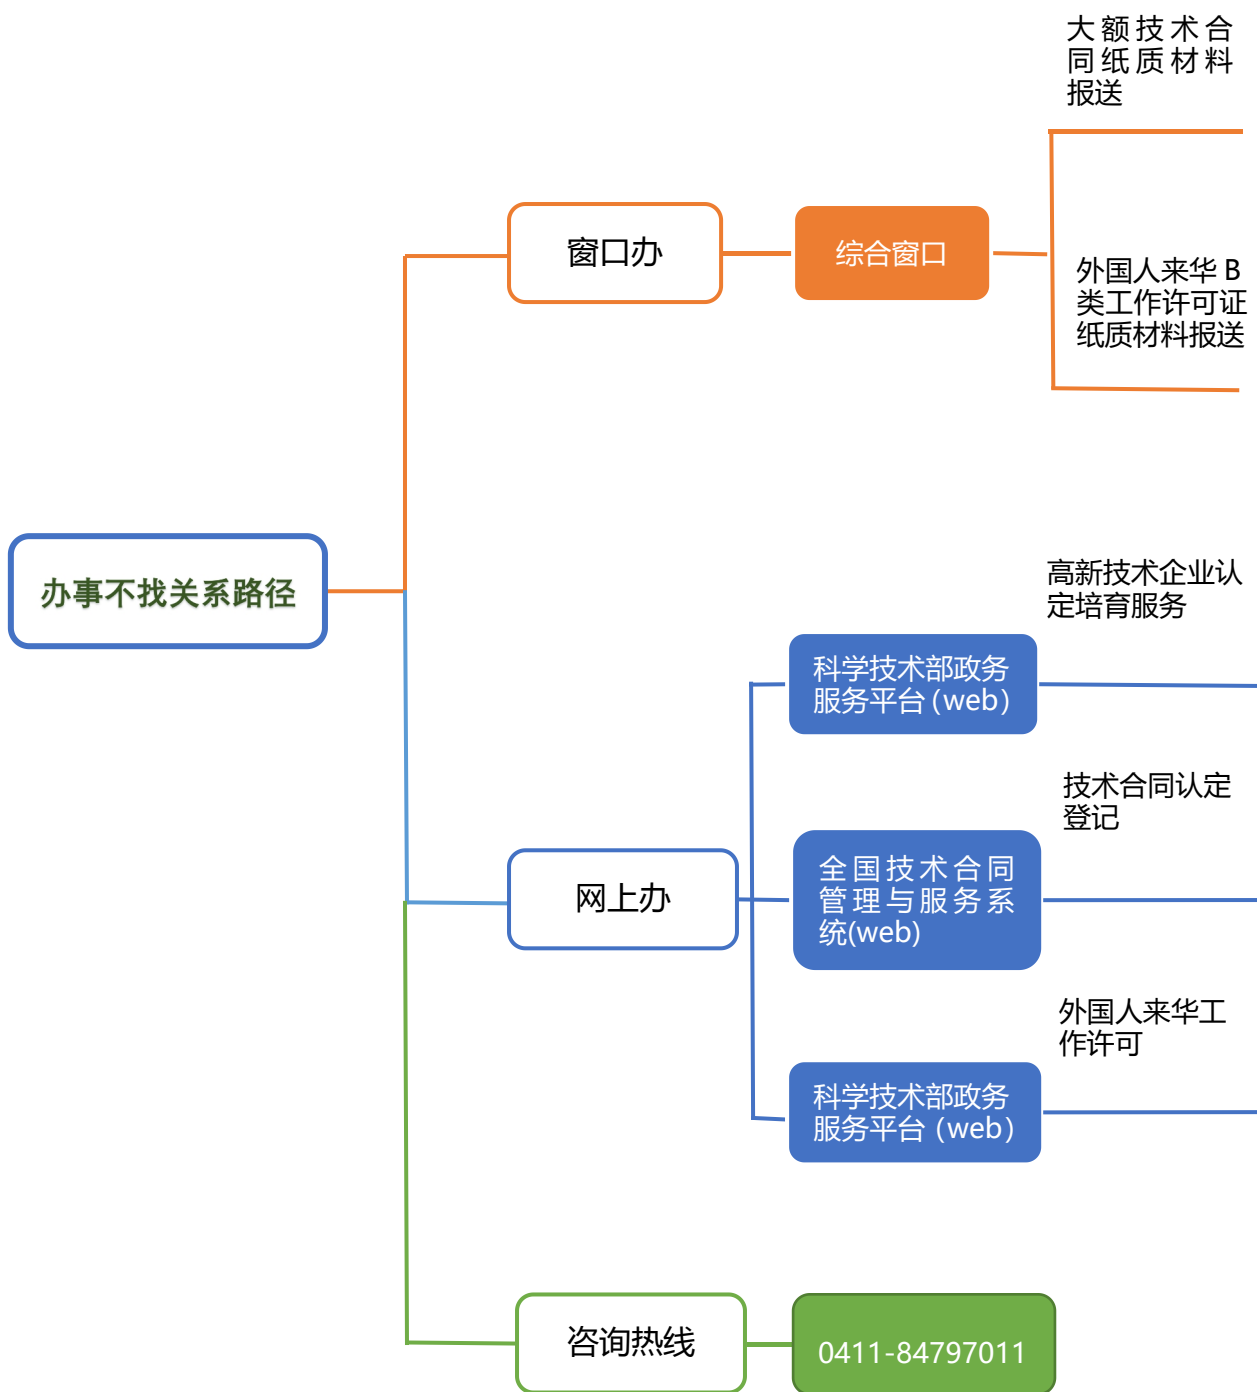 大额技术合
同纸质材料
报送
窗口办
综合窗口
外国人来华 B
类工作许可证
纸质材料报送
办事不找关系路径
高新技术企业认
定培育服务
科学技术部政务
服务平台（web）
技术合同认定
登记
网上办
全国技术合同
管理与服务系
统(web)
外国人来华工
作许可
科学技术部政务
服务平台（web）
咨询热线
0411-84797011